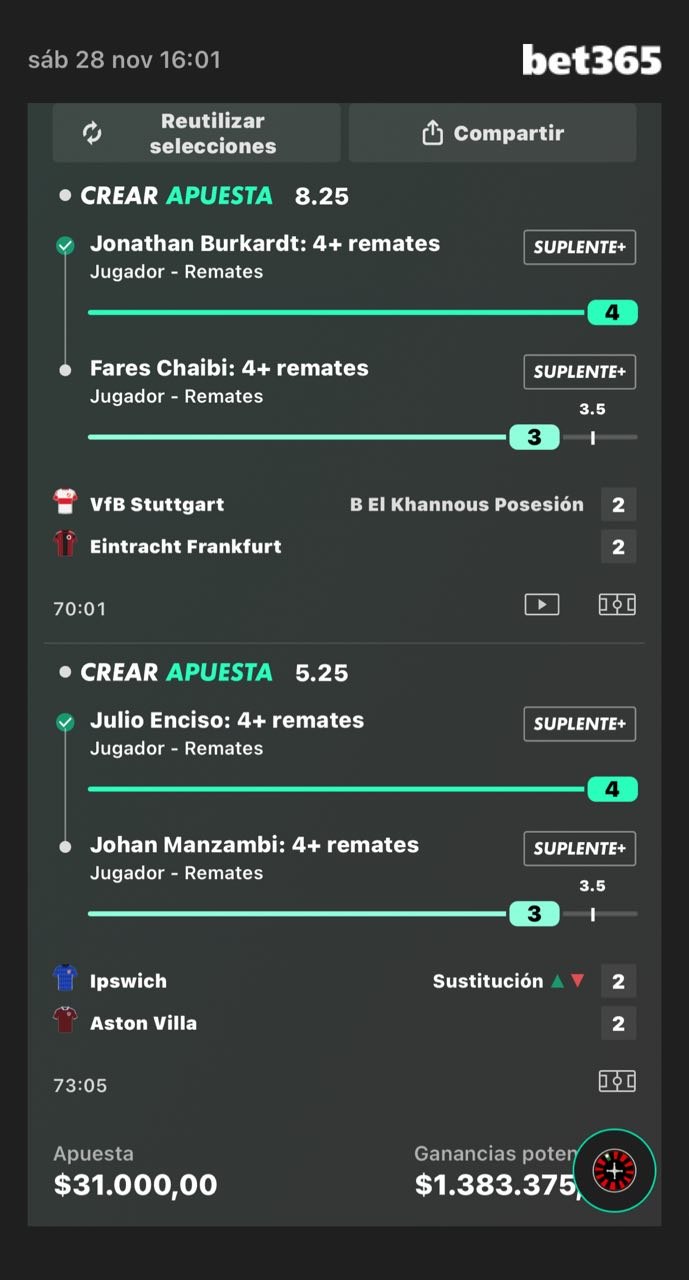 sáb 28 nov 16:01
bet365
Reutilizar
selecciones
Compartir
CREAR APUESTA 8.25
Jonathan Burkardt: 4+ remates
SUPLENTE+
Jugador - Remates
4
Fares Chaibi: 4+ remates
SUPLENTE+
Jugador - Remates
3.5
3
VfB Stuttgart B El Khannous Posesión 2
Eintracht Frankfurt 2
70:01
CREAR APUESTA 5.25
Julio Enciso: 4+ remates
SUPLENTE+
Jugador - Remates
4
Johan Manzambi: 4+ remates
SUPLENTE+
Jugador - Remates
3.5
3
Ipswich Sustitución 2
Aston Villa 2
73:05
Apuesta Ganancias poten
$31.000,00 $1.383.375,